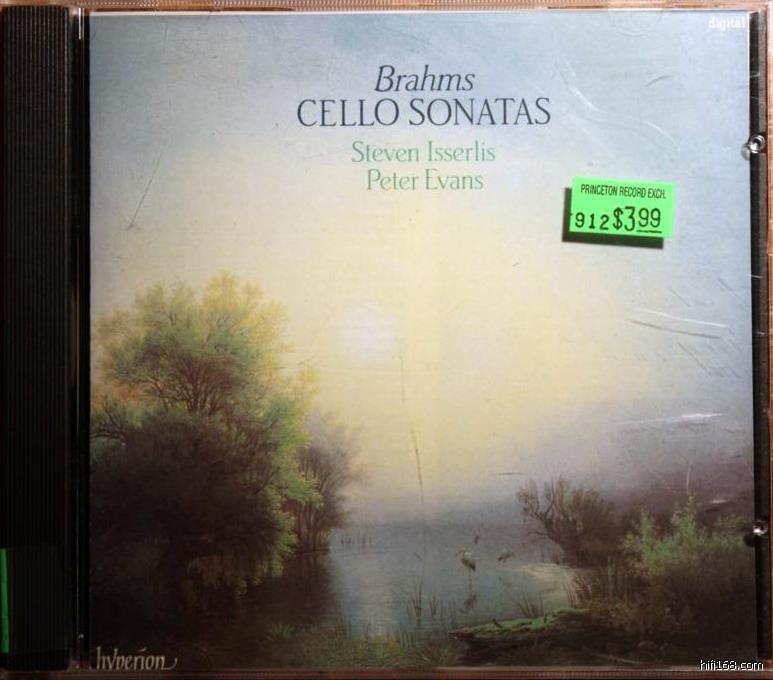 digital
Brahms
CELLO SONATAS
Steven Isserlis
Peter Evans
PRINCETON RECORD EXCH.
912 $3.99
hyperion
hifi168.com